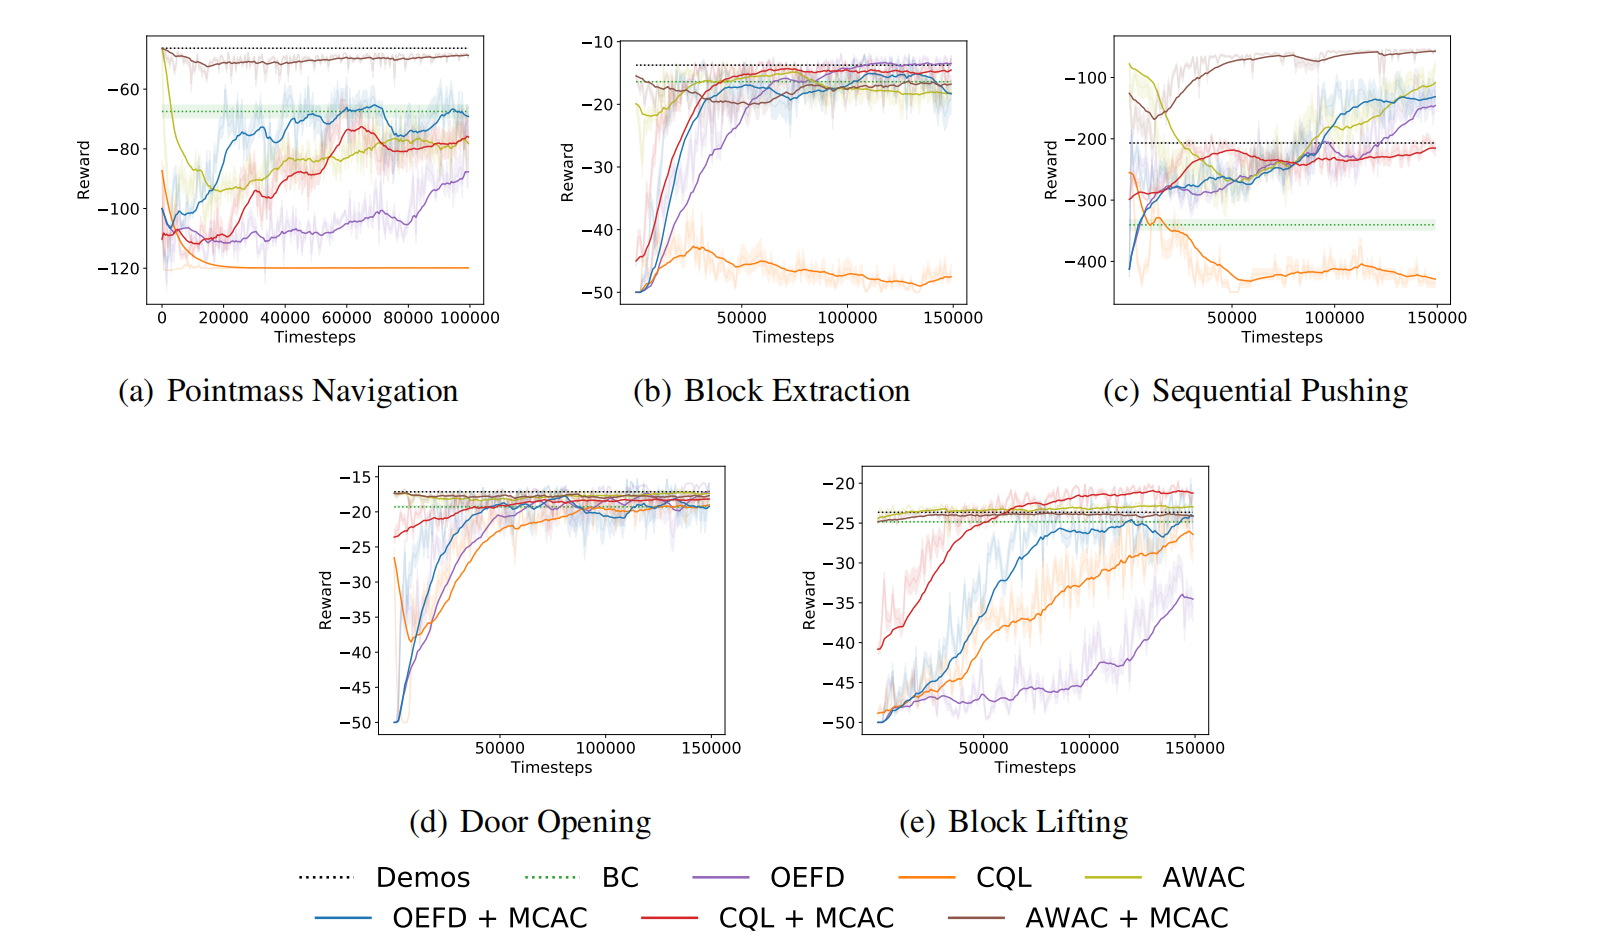 Reward
−60
−80
−100
−120
0 20000 40000 60000 80000 100000
Timesteps
(a) Pointmass Navigation
Reward
−10
−20
−30
−40
−50
50000 100000 150000
Timesteps
(b) Block Extraction
Reward
−100
−200
−300
−400
50000 100000 150000
Timesteps
(c) Sequential Pushing
Reward
−15
−20
−25
−30
−35
−40
−45
−50
50000 100000 150000
Timesteps
(d) Door Opening
Reward
−20
−25
−30
−35
−40
−45
−50
50000 100000 150000
Timesteps
(e) Block Lifting
Demos BC OEFD CQL AWAC
OEFD + MCAC CQL + MCAC AWAC + MCAC